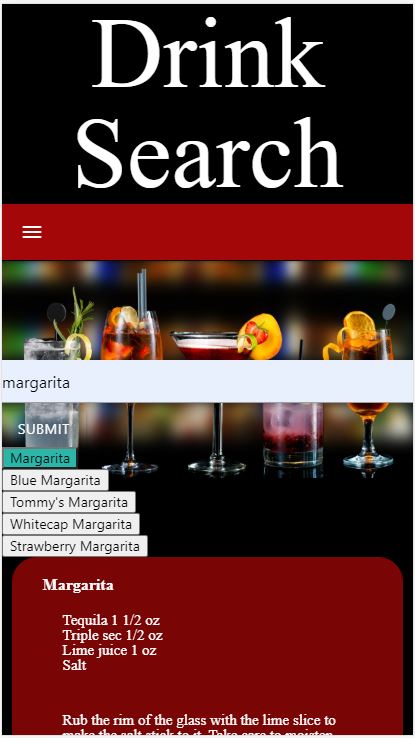 Drink
Search
margarita
SUBMIT
Margarita
Blue Margarita
Tommy's Margarita
Whitecap Margarita
Strawberry Margarita
Margarita
Tequila 1 1/2 oz
Triple sec 1/2 oz
Lime juice 1 oz
Salt
Rub the rim of the glass with the lime slice to
make the salt stick to it. Take care to moisten